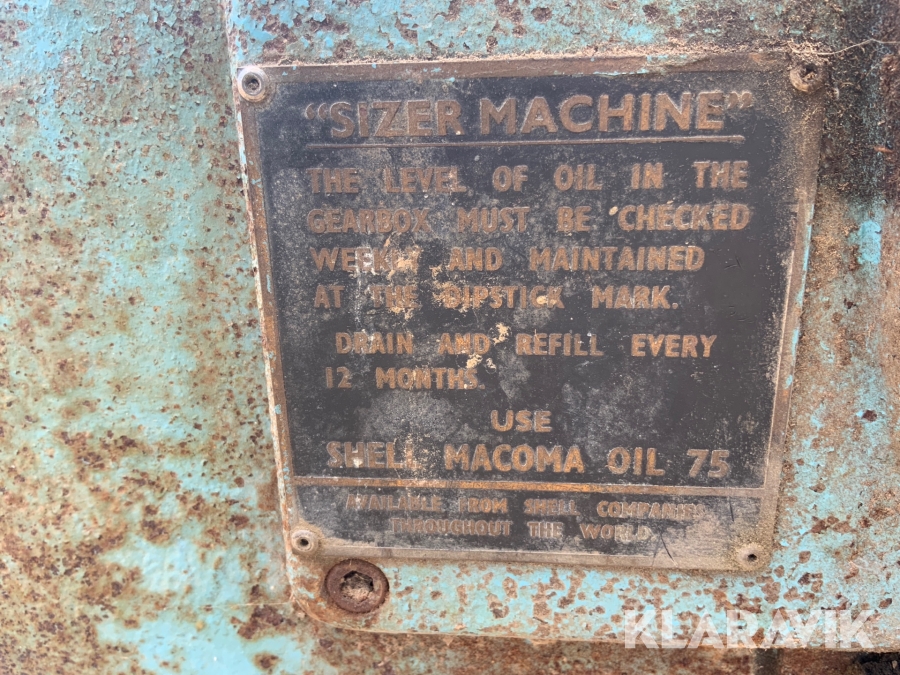 "SIZER MACHINE"
THE LEVEL OF OIL IN THE
GEARBOX MUST BE CHECKED
WEEKLY AND MAINTAINED
AT THE DIPSTICK MARK.
DRAIN AND REFILL EVERY
12 MONTHS.
USE
SHELL MACOMA OIL 75
AVAILABLE FROM SHELL COMPANIES
THROUGHOUT THE WORLD
KLARAVIK